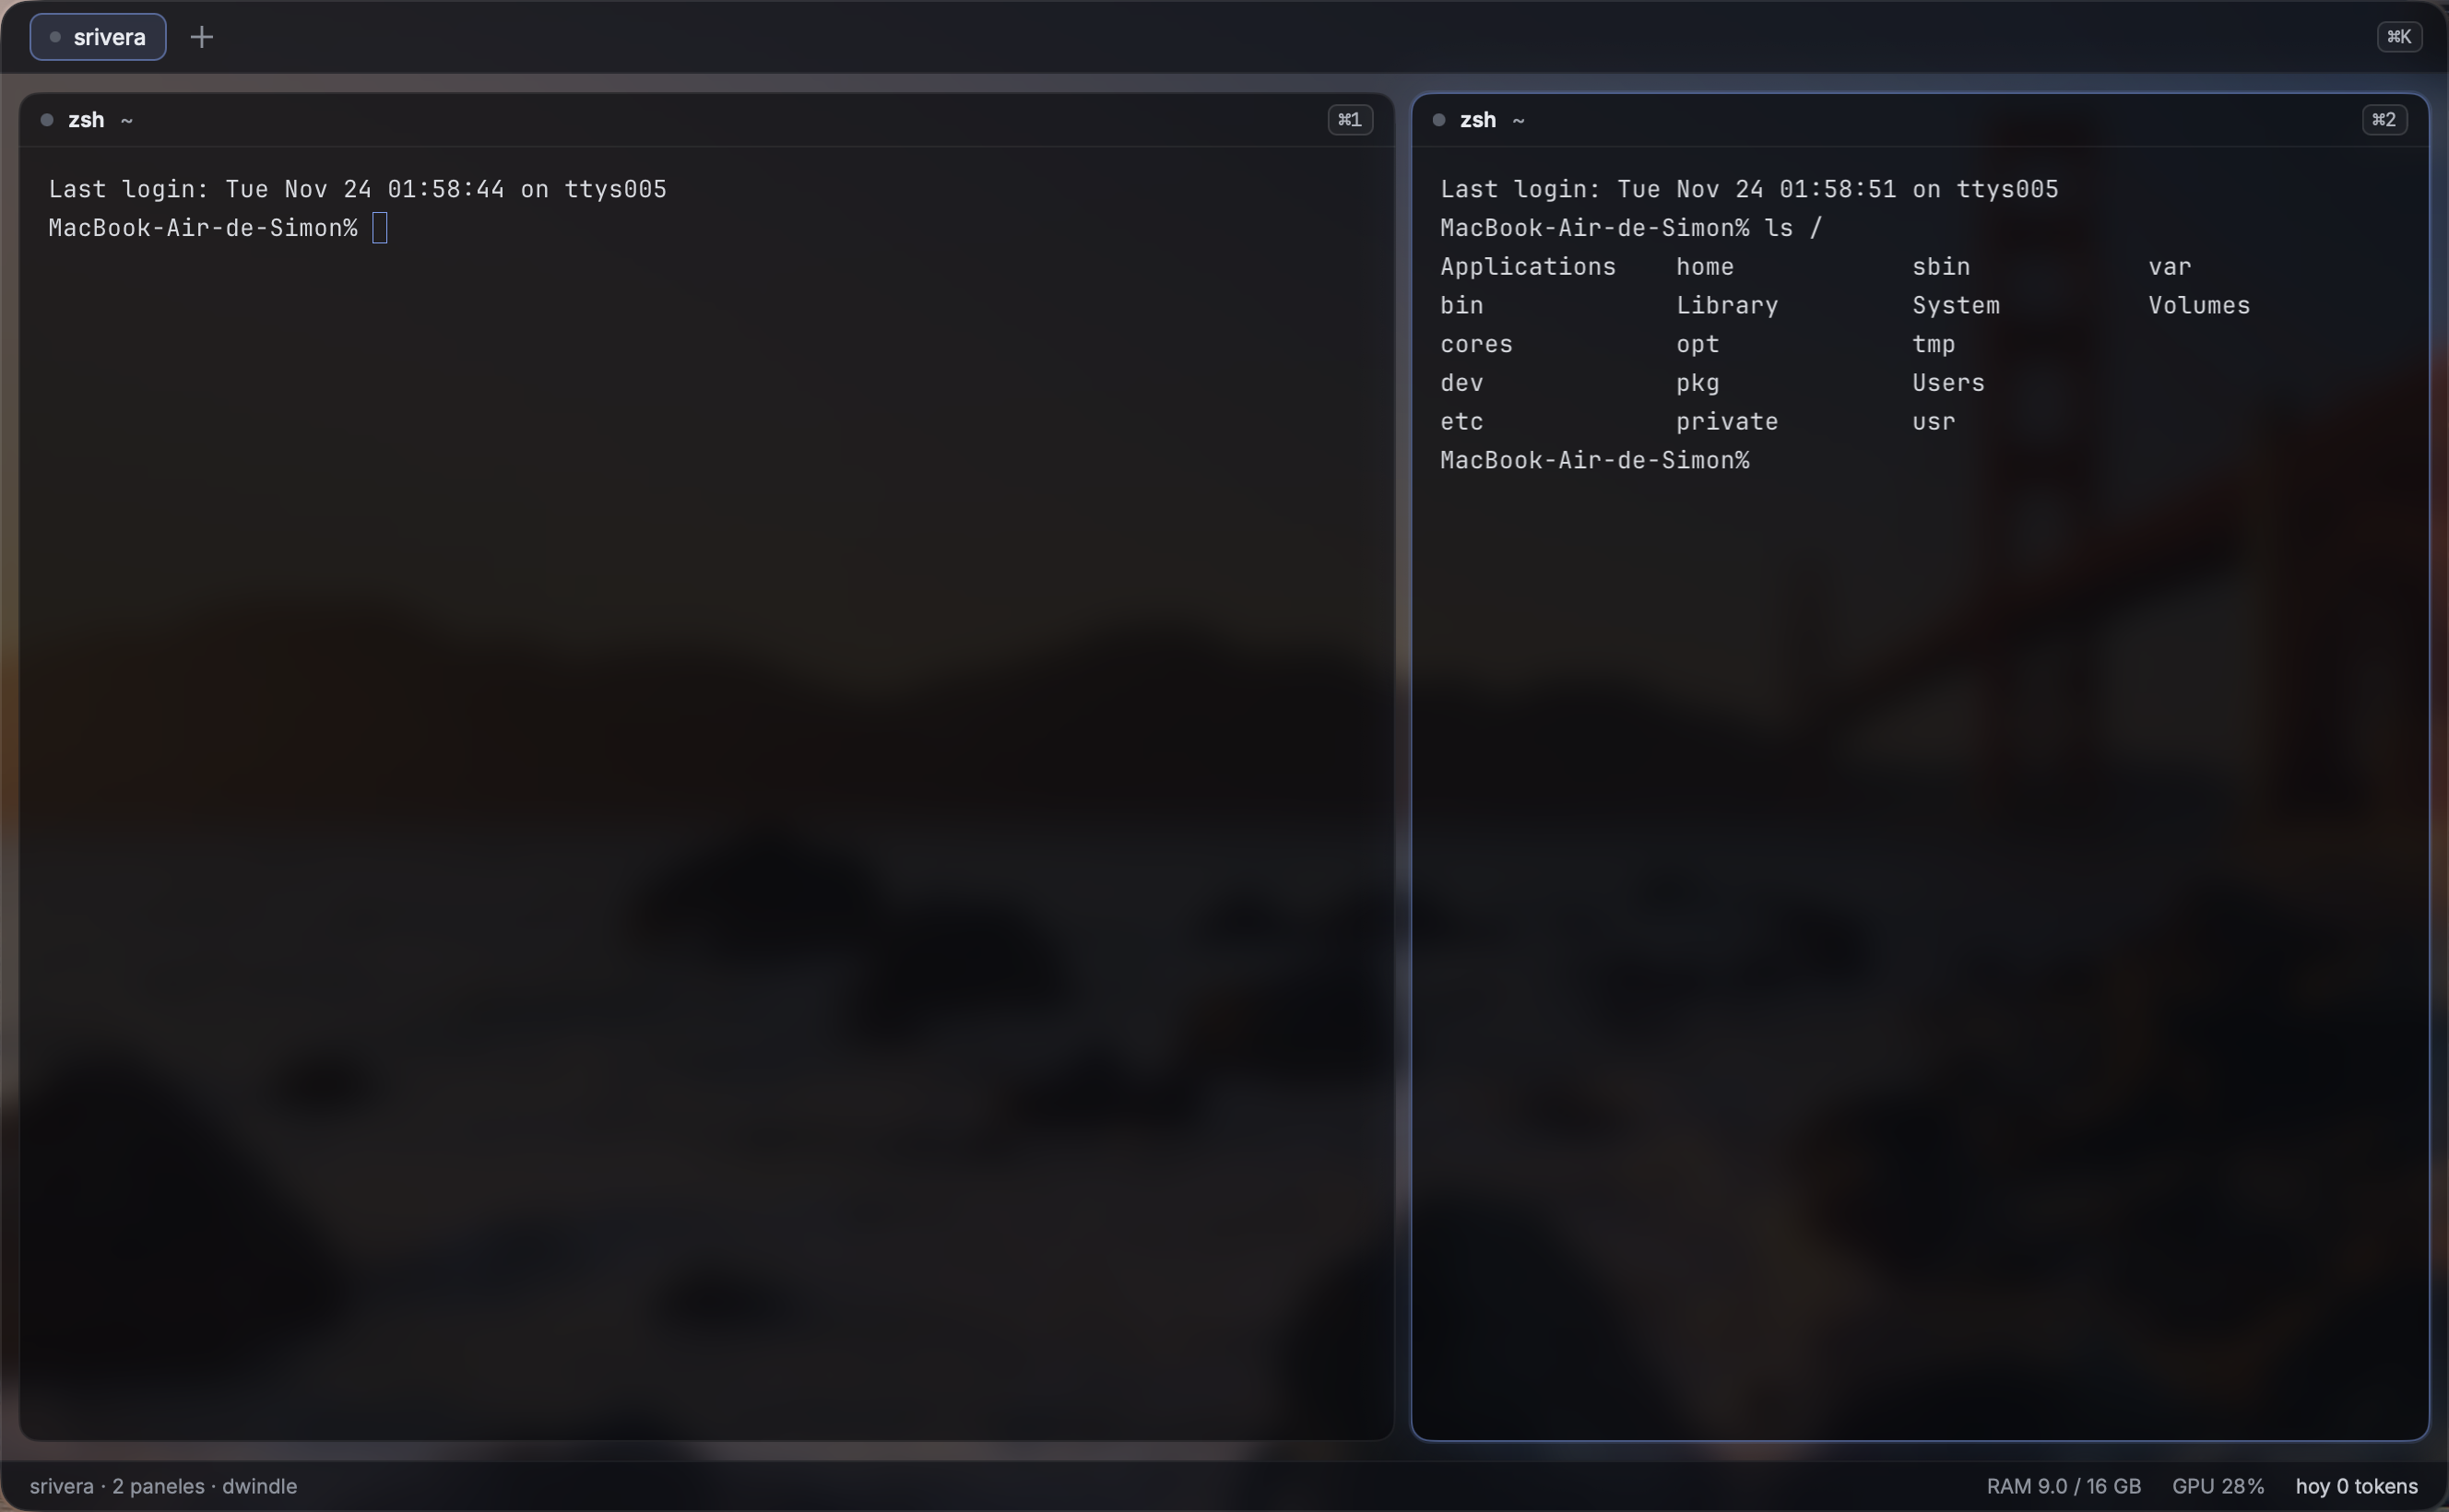 srivera +
⌘K
zsh ~
⌘1
Last login: Tue Nov 24 01:58:44 on ttys005
MacBook-Air-de-Simon%
zsh ~
⌘2
Last login: Tue Nov 24 01:58:51 on ttys005
MacBook-Air-de-Simon% ls /
Applications home sbin var
bin Library System Volumes
cores opt tmp
dev pkg Users
etc private usr
MacBook-Air-de-Simon%
srivera · 2 paneles · dwindle
RAM 9.0 / 16 GB GPU 28% hoy 0 tokens